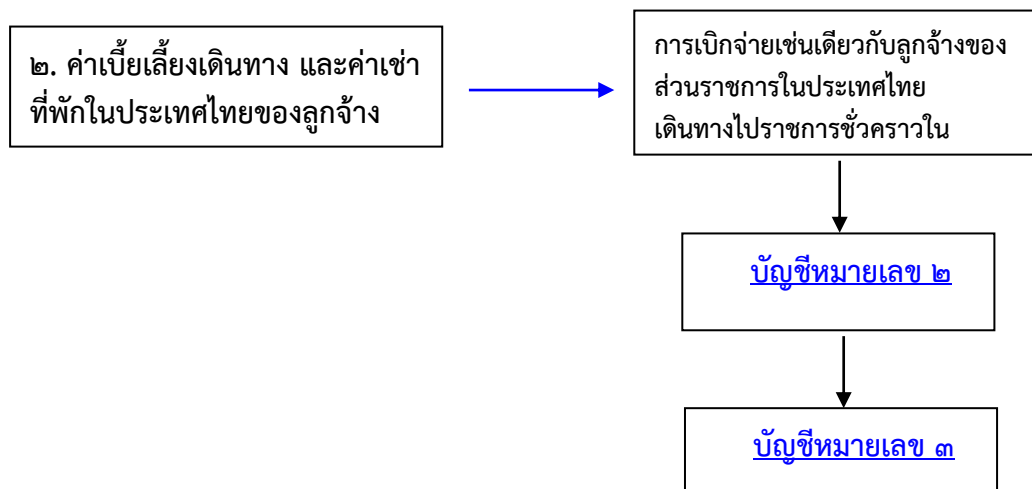 ๒. ค่าเบี้ยเลี้ยงเดินทาง และค่าเช่า
ที่พักในประเทศไทยของลูกจ้าง
การเบิกจ่ายเช่นเดียวกับลูกจ้างของ
ส่วนราชการในประเทศไทย
เดินทางไปราชการชั่วคราวใน
บัญชีหมายเลข ๒
บัญชีหมายเลข ๓